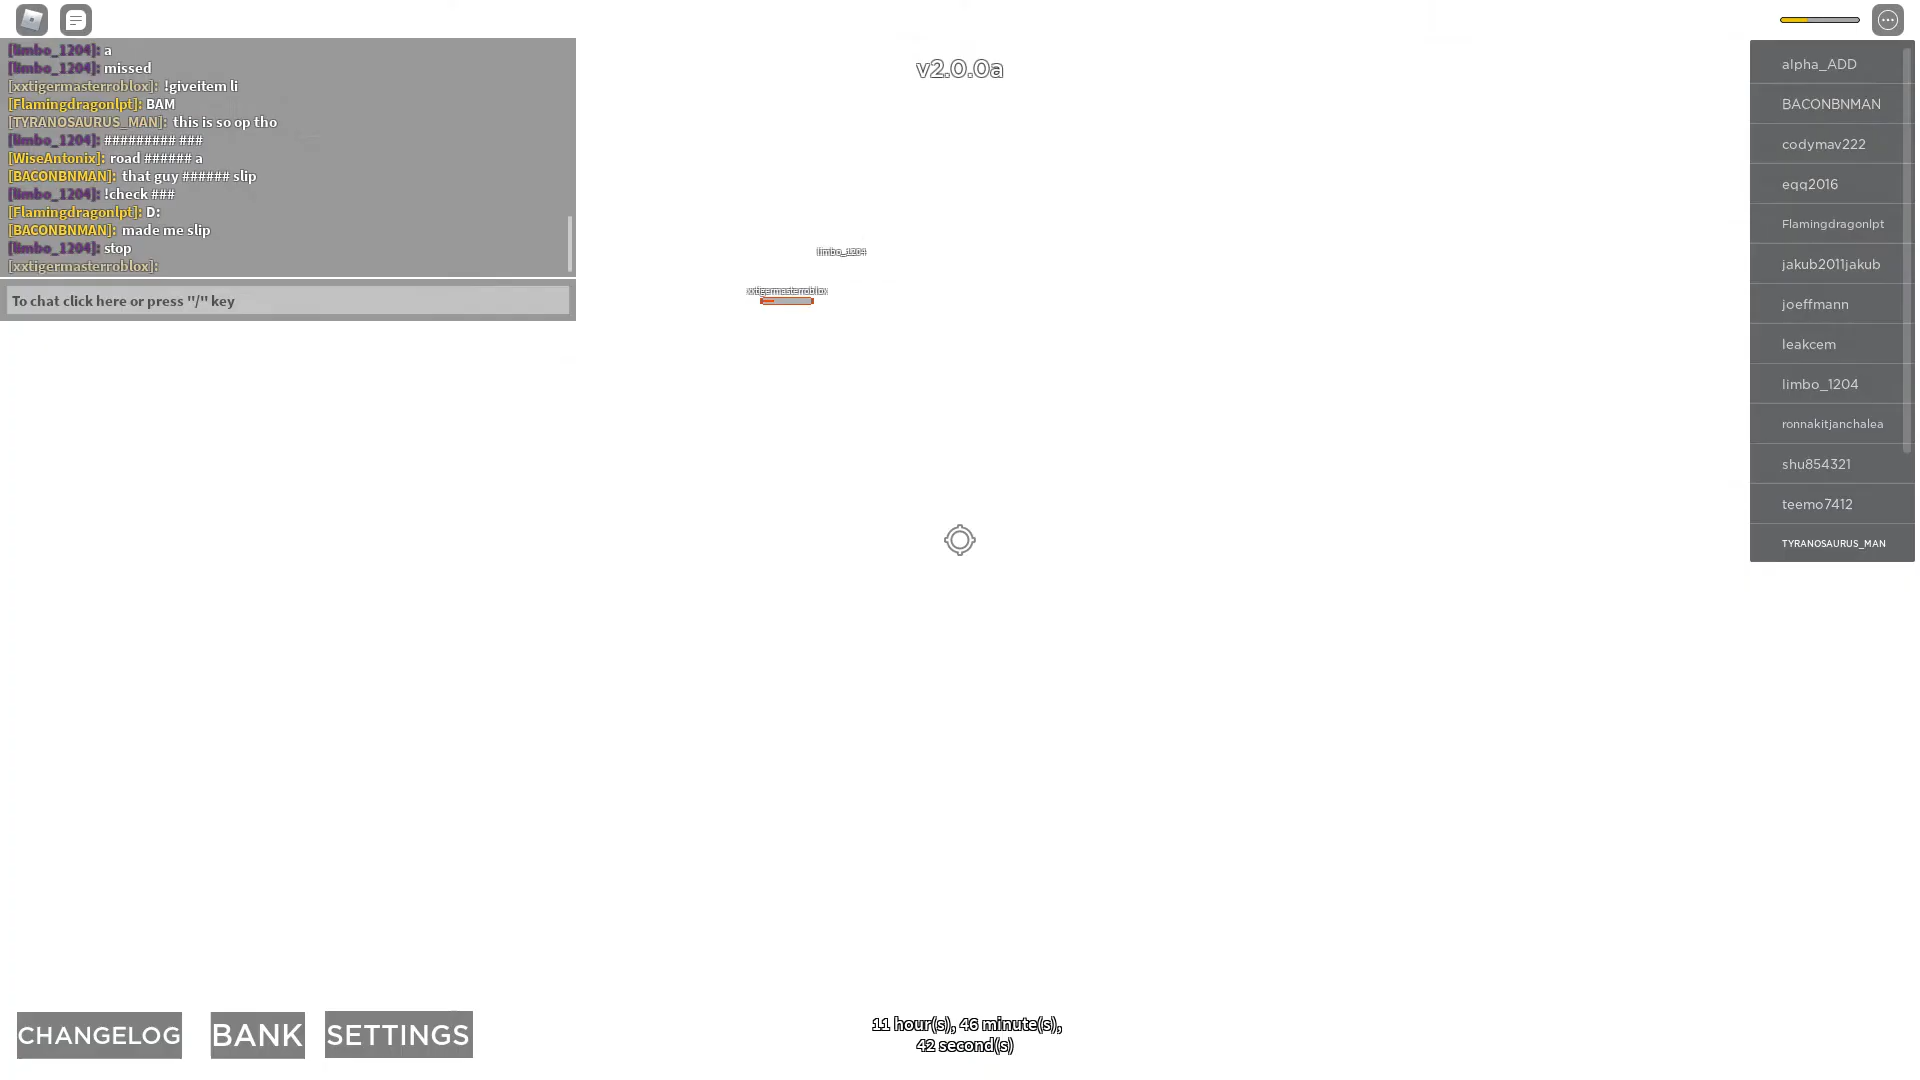 [limbo_1204]: a
[limbo_1204]: missed
[xxtigermasterroblox]: !giveitem li
[Flamingdragonlpt]: BAM
[TYRANOSAURUS_MAN]: this is so op tho
[limbo_1204]: ######### ###
[WiseAntonix]: road ###### a
[BACONBNMAN]: that guy ###### slip
[limbo_1204]: !check ###
[Flamingdragonlpt]: D:
[BACONBNMAN]: made me slip
[limbo_1204]: stop
[xxtigermasterroblox]:
To chat click here or press "/" key
v2.0.0a
limbo_1204
xxtigermasterroblox
alpha_ADD
BACONBNMAN
codymav222
eqq2016
Flamingdragonlpt
jakub2011jakub
joeffmann
leakcem
limbo_1204
ronnakitjanchalea
shu854321
teemo7412
TYRANOSAURUS_MAN
CHANGELOG
BANK
SETTINGS
11 hour(s), 46 minute(s),
42 second(s)